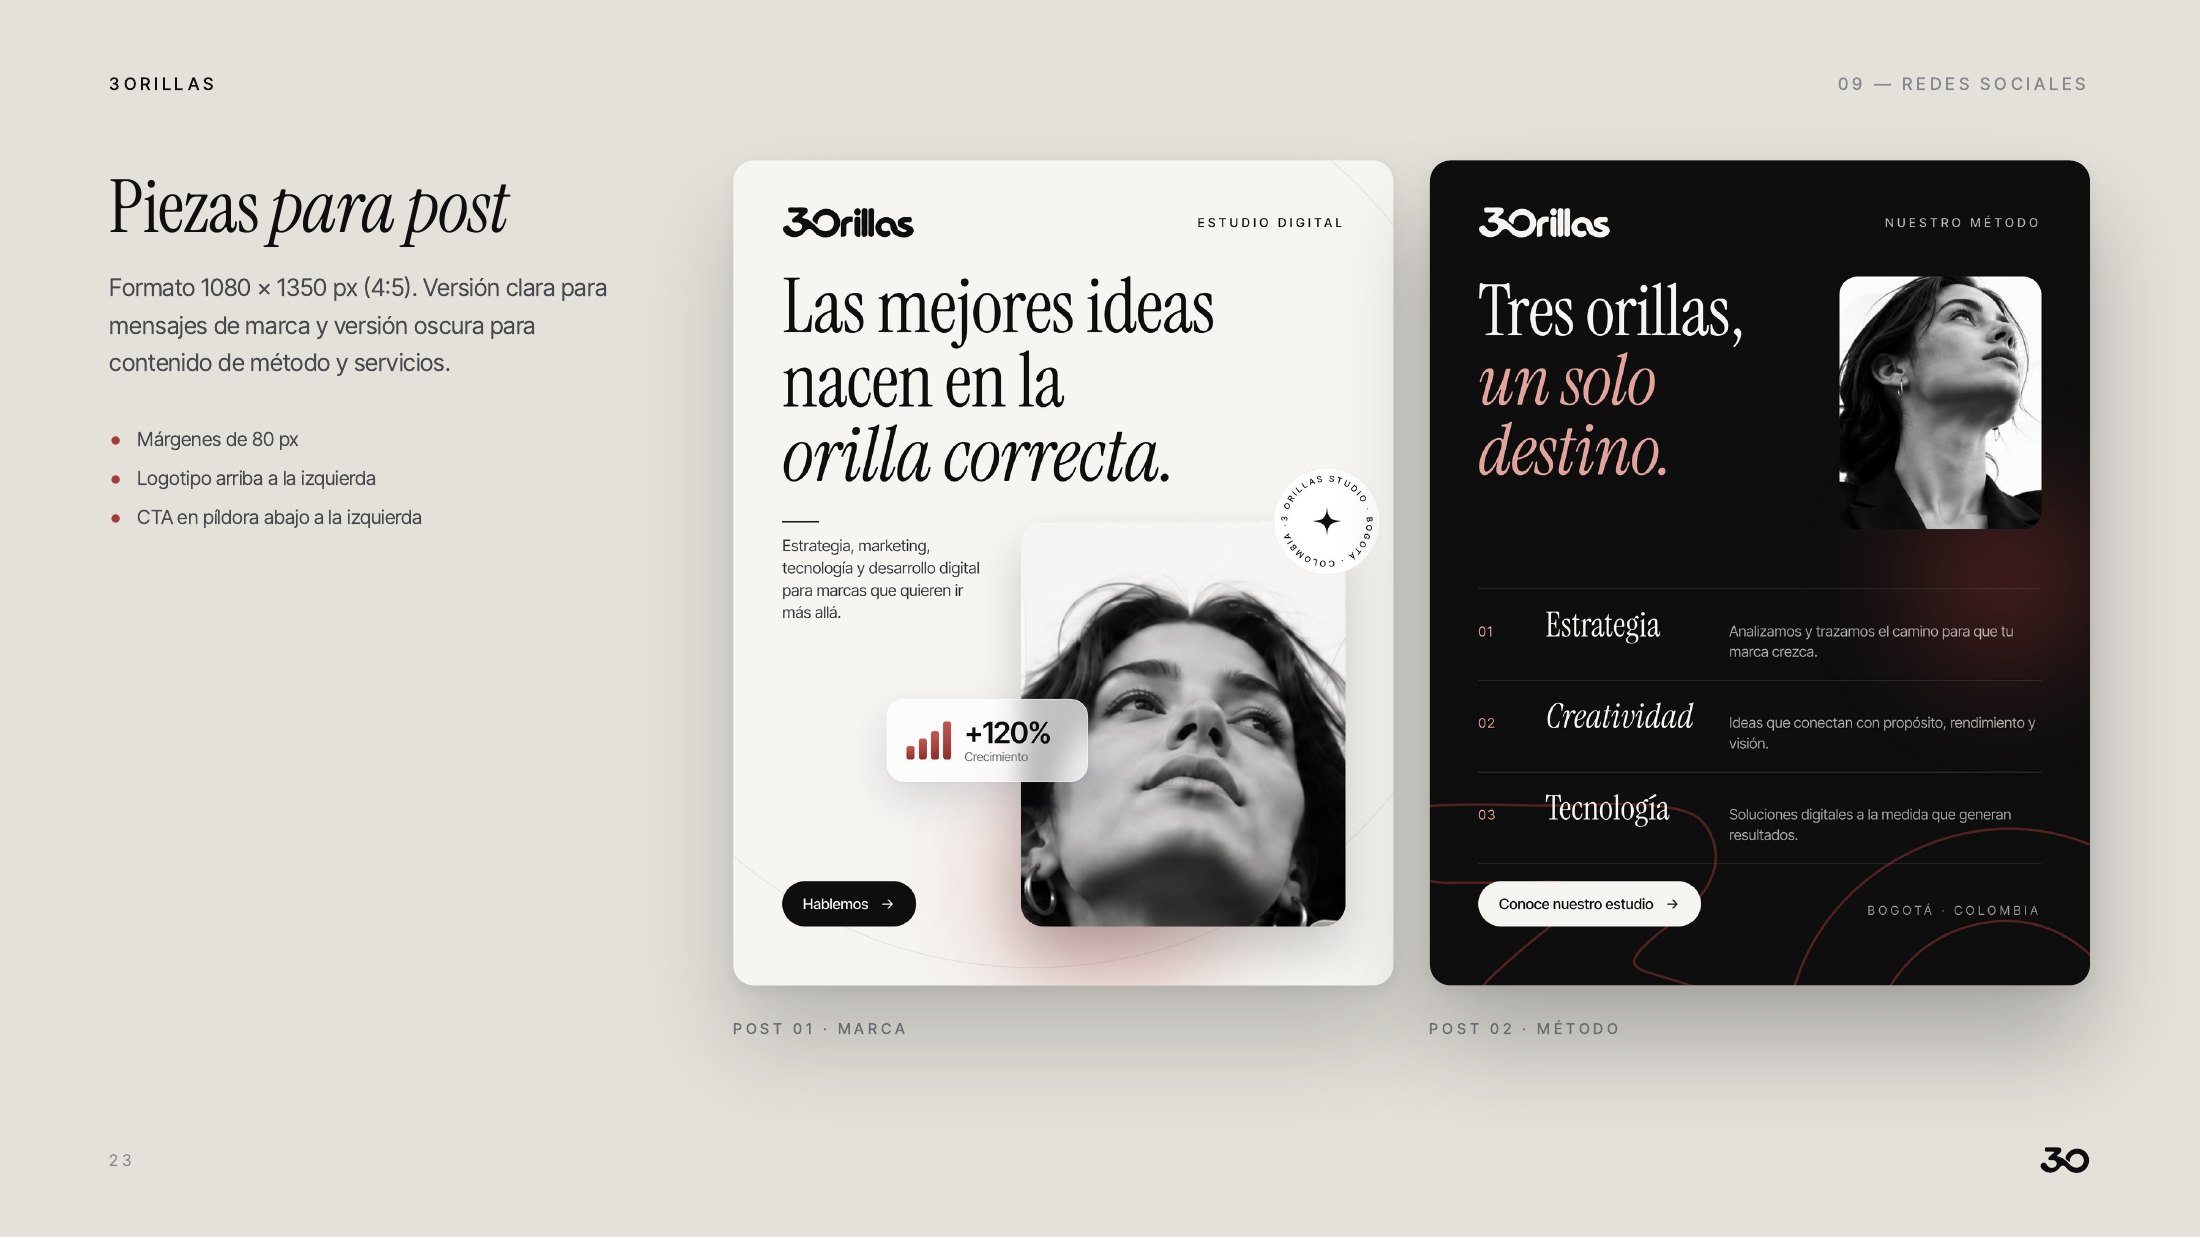 3ORILLAS
09 — REDES SOCIALES
Piezas para post
Formato 1080 × 1350 px (4:5). Versión clara para
mensajes de marca y versión oscura para
contenido de método y servicios.
Márgenes de 80 px
Logotipo arriba a la izquierda
CTA en píldora abajo a la izquierda
3Orillas
ESTUDIO DIGITAL
Las mejores ideas
nacen en la
orilla correcta.
3 ORILLAS STUDIO · BOGOTÁ · COLOMBIA ·
Estrategia, marketing,
tecnología y desarrollo digital
para marcas que quieren ir
más allá.
+120%
Crecimiento
Hablemos →
POST 01 · MARCA
3Orillas
NUESTRO MÉTODO
Tres orillas,
un solo
destino.
01
Estrategia
Analizamos y trazamos el camino para que tu
marca crezca.
02
Creatividad
Ideas que conectan con propósito, rendimiento y
visión.
03
Tecnología
Soluciones digitales a la medida que generan
resultados.
Conoce nuestro estudio →
BOGOTÁ · COLOMBIA
POST 02 · MÉTODO
23
3O